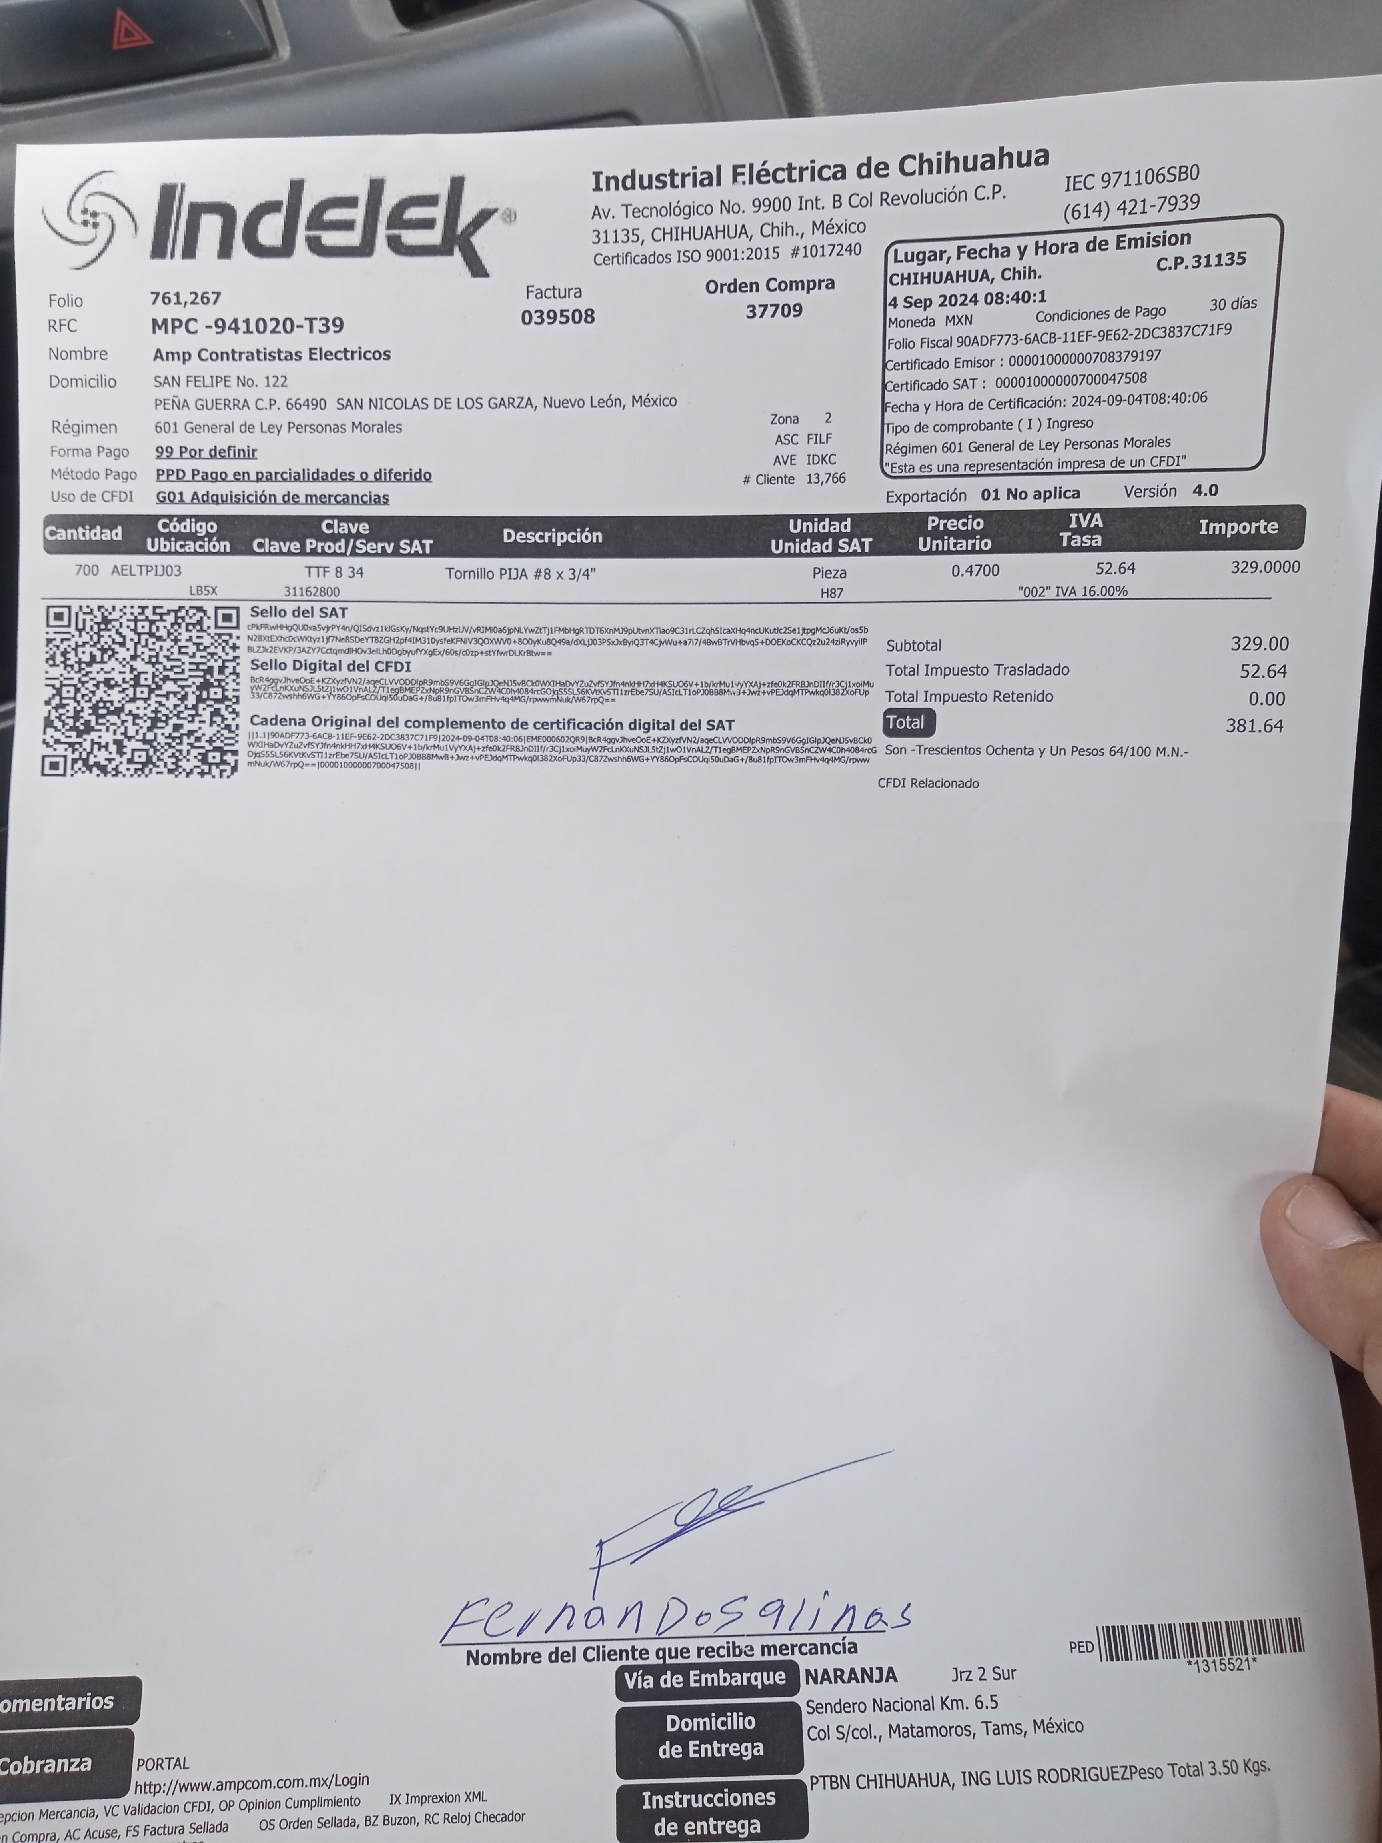 Indelek®
Industrial Eléctrica de Chihuahua
Av. Tecnológico No. 9900 Int. B Col Revolución C.P.
31135, CHIHUAHUA, Chih., México
Certificados ISO 9001:2015 #1017240
IEC 971106SB0
(614) 421-7939
Folio 761,267
Factura 039508
Orden Compra 37709
RFC MPC -941020-T39
Nombre Amp Contratistas Electricos
Domicilio SAN FELIPE No. 122
PEÑA GUERRA C.P. 66490 SAN NICOLAS DE LOS GARZA, Nuevo León, México
Régimen 601 General de Ley Personas Morales
Forma Pago 99 Por definir
Método Pago PPD Pago en parcialidades o diferido
Uso de CFDI G01 Adquisición de mercancias
Zona 2
ASC FILF
AVE IDKC
# Cliente 13,766
Lugar, Fecha y Hora de Emision
CHIHUAHUA, Chih. C.P.31135
4 Sep 2024 08:40:1
Moneda MXN Condiciones de Pago 30 días
Folio Fiscal 90ADF773-6ACB-11EF-9E62-2DC3837C71F9
Certificado Emisor : 00001000000708379197
Certificado SAT : 00001000000700047508
Fecha y Hora de Certificación: 2024-09-04T08:40:06
Tipo de comprobante ( I ) Ingreso
Régimen 601 General de Ley Personas Morales
"Esta es una representación impresa de un CFDI"
Exportación 01 No aplica Versión 4.0
Cantidad Código Ubicación Clave Clave Prod/Serv SAT Descripción Unidad Unidad SAT Precio Unitario IVA Tasa Importe
700 AELTPIJ03 TTF 8 34 Tornillo PIJA #8 x 3/4" Pieza 0.4700 52.64 329.0000
LB5X 31162800 H87 "002" IVA 16.00%
Sello del SAT
Sello Digital del CFDI
Cadena Original del complemento de certificación digital del SAT
Subtotal 329.00
Total Impuesto Trasladado 52.64
Total Impuesto Retenido 0.00
Total 381.64
Son -Trescientos Ochenta y Un Pesos 64/100 M.N.-
CFDI Relacionado
Fernando Salinas
Nombre del Cliente que recibe mercancía
PED *1315521*
Vía de Embarque NARANJA Jrz 2 Sur
Domicilio de Entrega Sendero Nacional Km. 6.5
Col S/col., Matamoros, Tams, México
Instrucciones de entrega PTBN CHIHUAHUA, ING LUIS RODRIGUEZPeso Total 3.50 Kgs.
omentarios
Cobranza PORTAL
http://www.ampcom.com.mx/Login
epcion Mercancia, VC Validacion CFDI, OP Opinion Cumplimiento IX Imprexion XML
n Compra, AC Acuse, FS Factura Sellada OS Orden Sellada, BZ Buzon, RC Reloj Checador